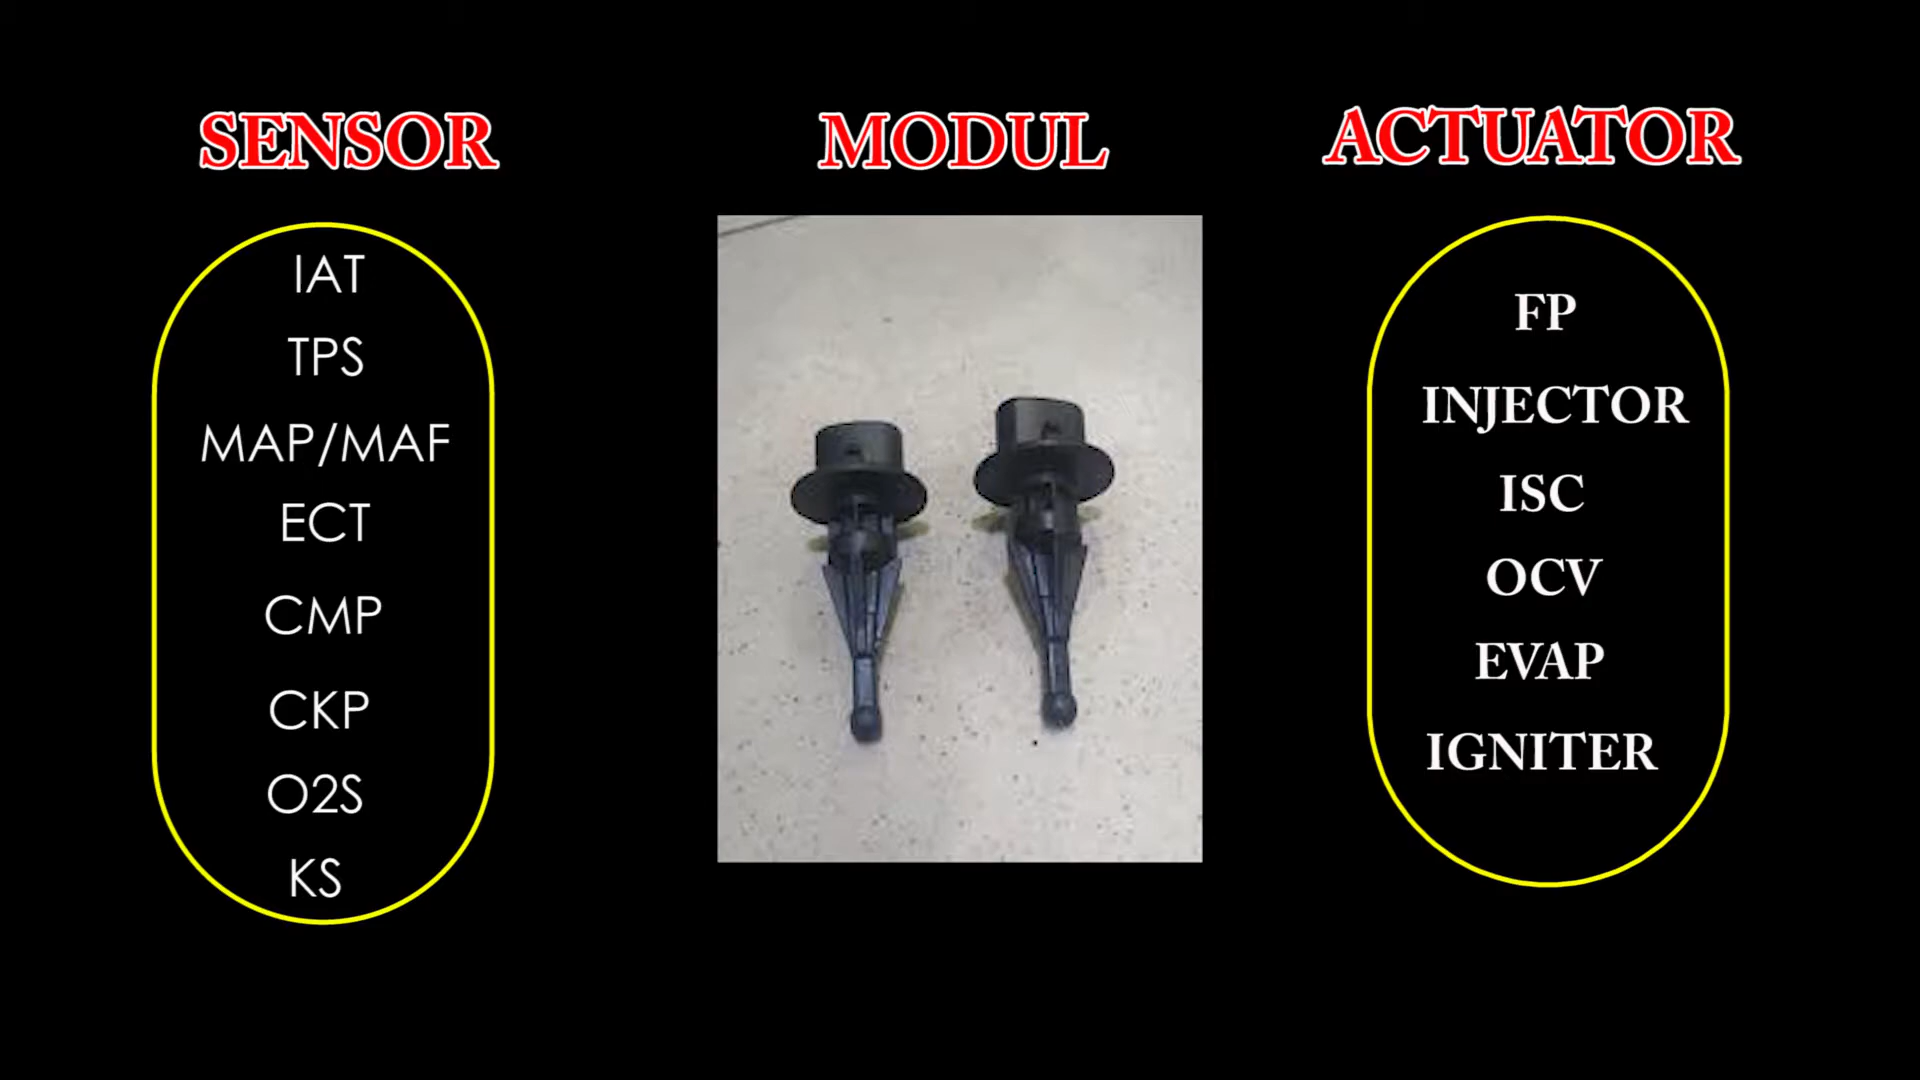 SENSOR
IAT
TPS
MAP/MAF
ECT
CMP
CKP
O2S
KS
MODUL
ACTUATOR
FP
INJECTOR
ISC
OCV
EVAP
IGNITER